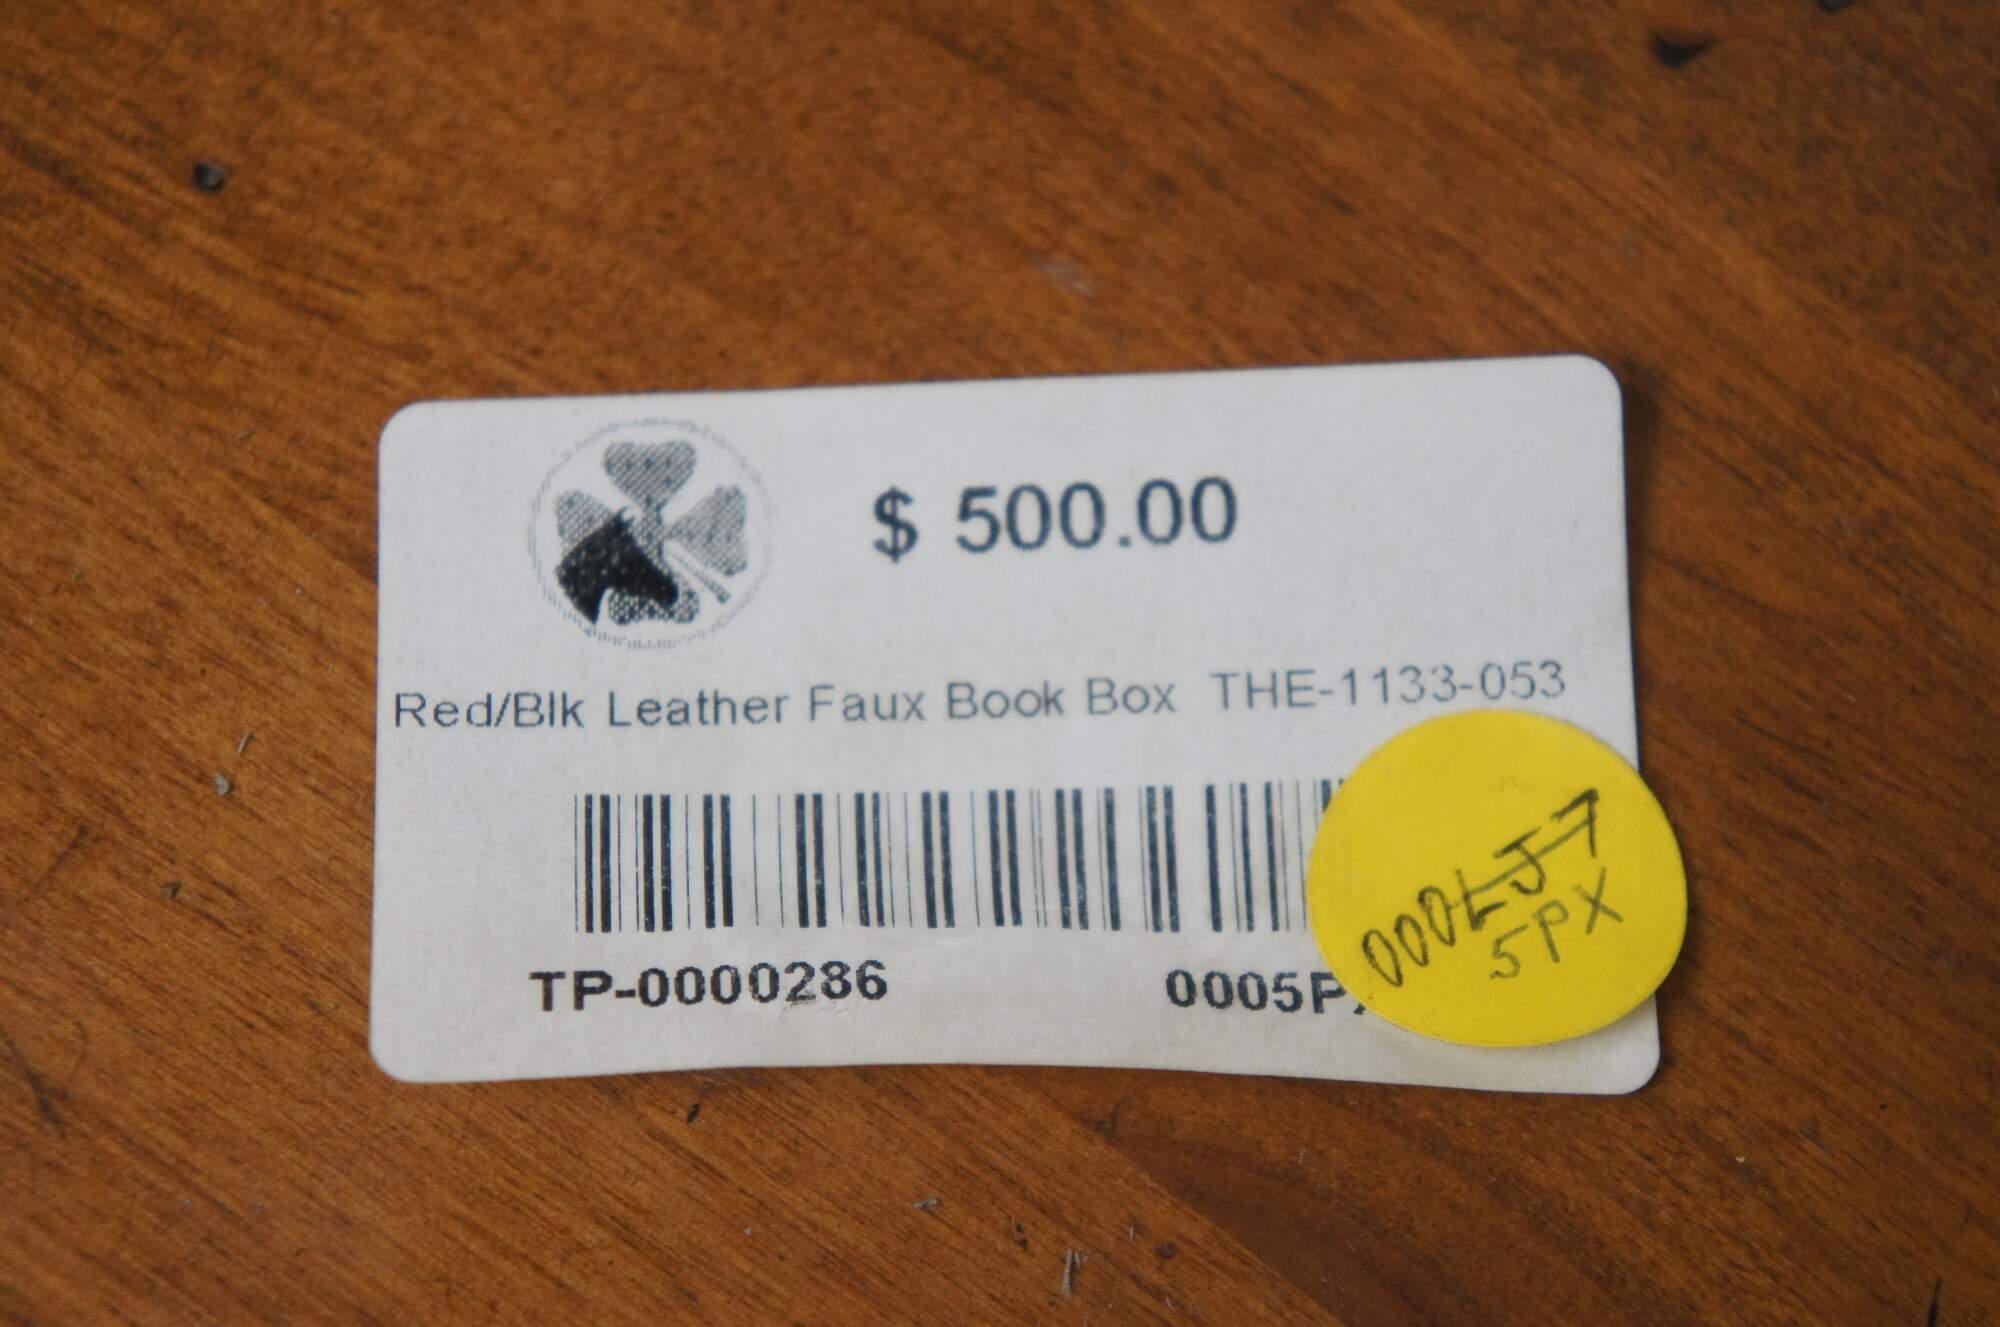 $ 500.00
Red/Blk Leather Faux Book Box THE-1133-053
TP-0000286
0005P
000LJ7
5PX